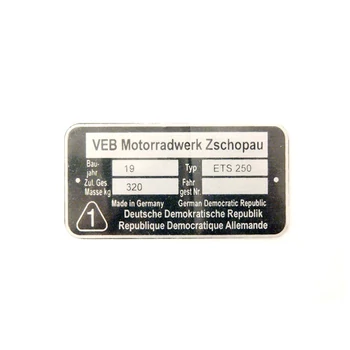 VEB Motorradwerk Zschopau
Bau-
jahr 19 Typ ETS 250
Zul. Ges.
Masse kg 320 Fahr
gest Nr.
Made in Germany German Democratic Republic
1 Deutsche Demokratische Republik
Republique Democratique Allemande